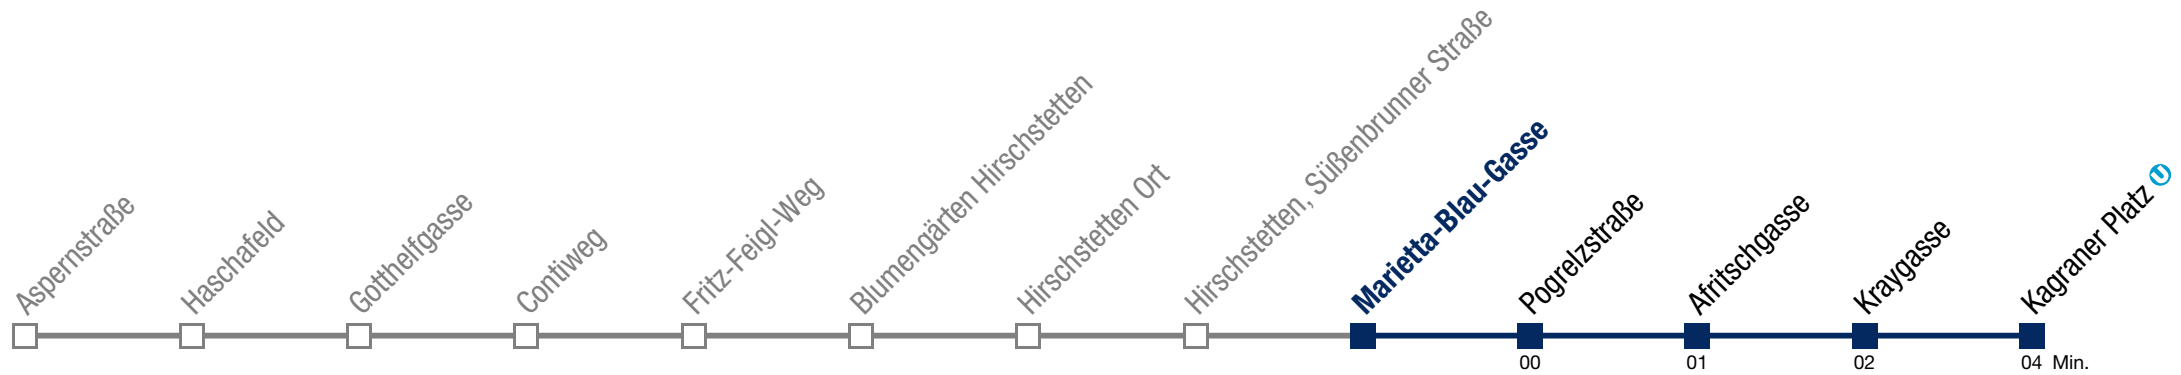 Aspernstraße
Haschafeld
Gotthelfgasse
Contiweg
Fritz-Feigl-Weg
Blumengärten Hirschstetten
Hirschstetten Ort
Hirschstetten, Süßenbrunner Straße
Marietta-Blau-Gasse
Pogrelzstraße
Afritschgasse
Kraygasse
Kagraner Platz U
00 01 02 04 Min.